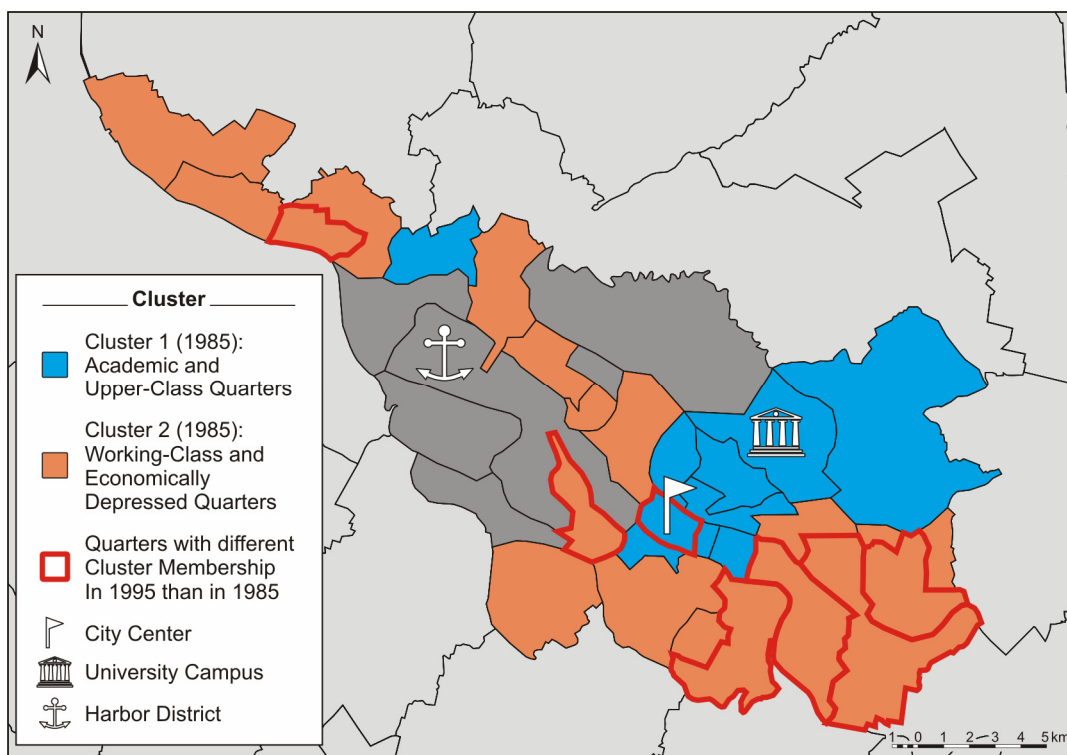 N
Cluster
Cluster 1 (1985):
Academic and
Upper-Class Quarters
Cluster 2 (1985):
Working-Class and
Economically
Depressed Quarters
Quarters with different
Cluster Membership
In 1995 than in 1985
City Center
University Campus
Harbor District
1 0 1 2 3 4 5 km